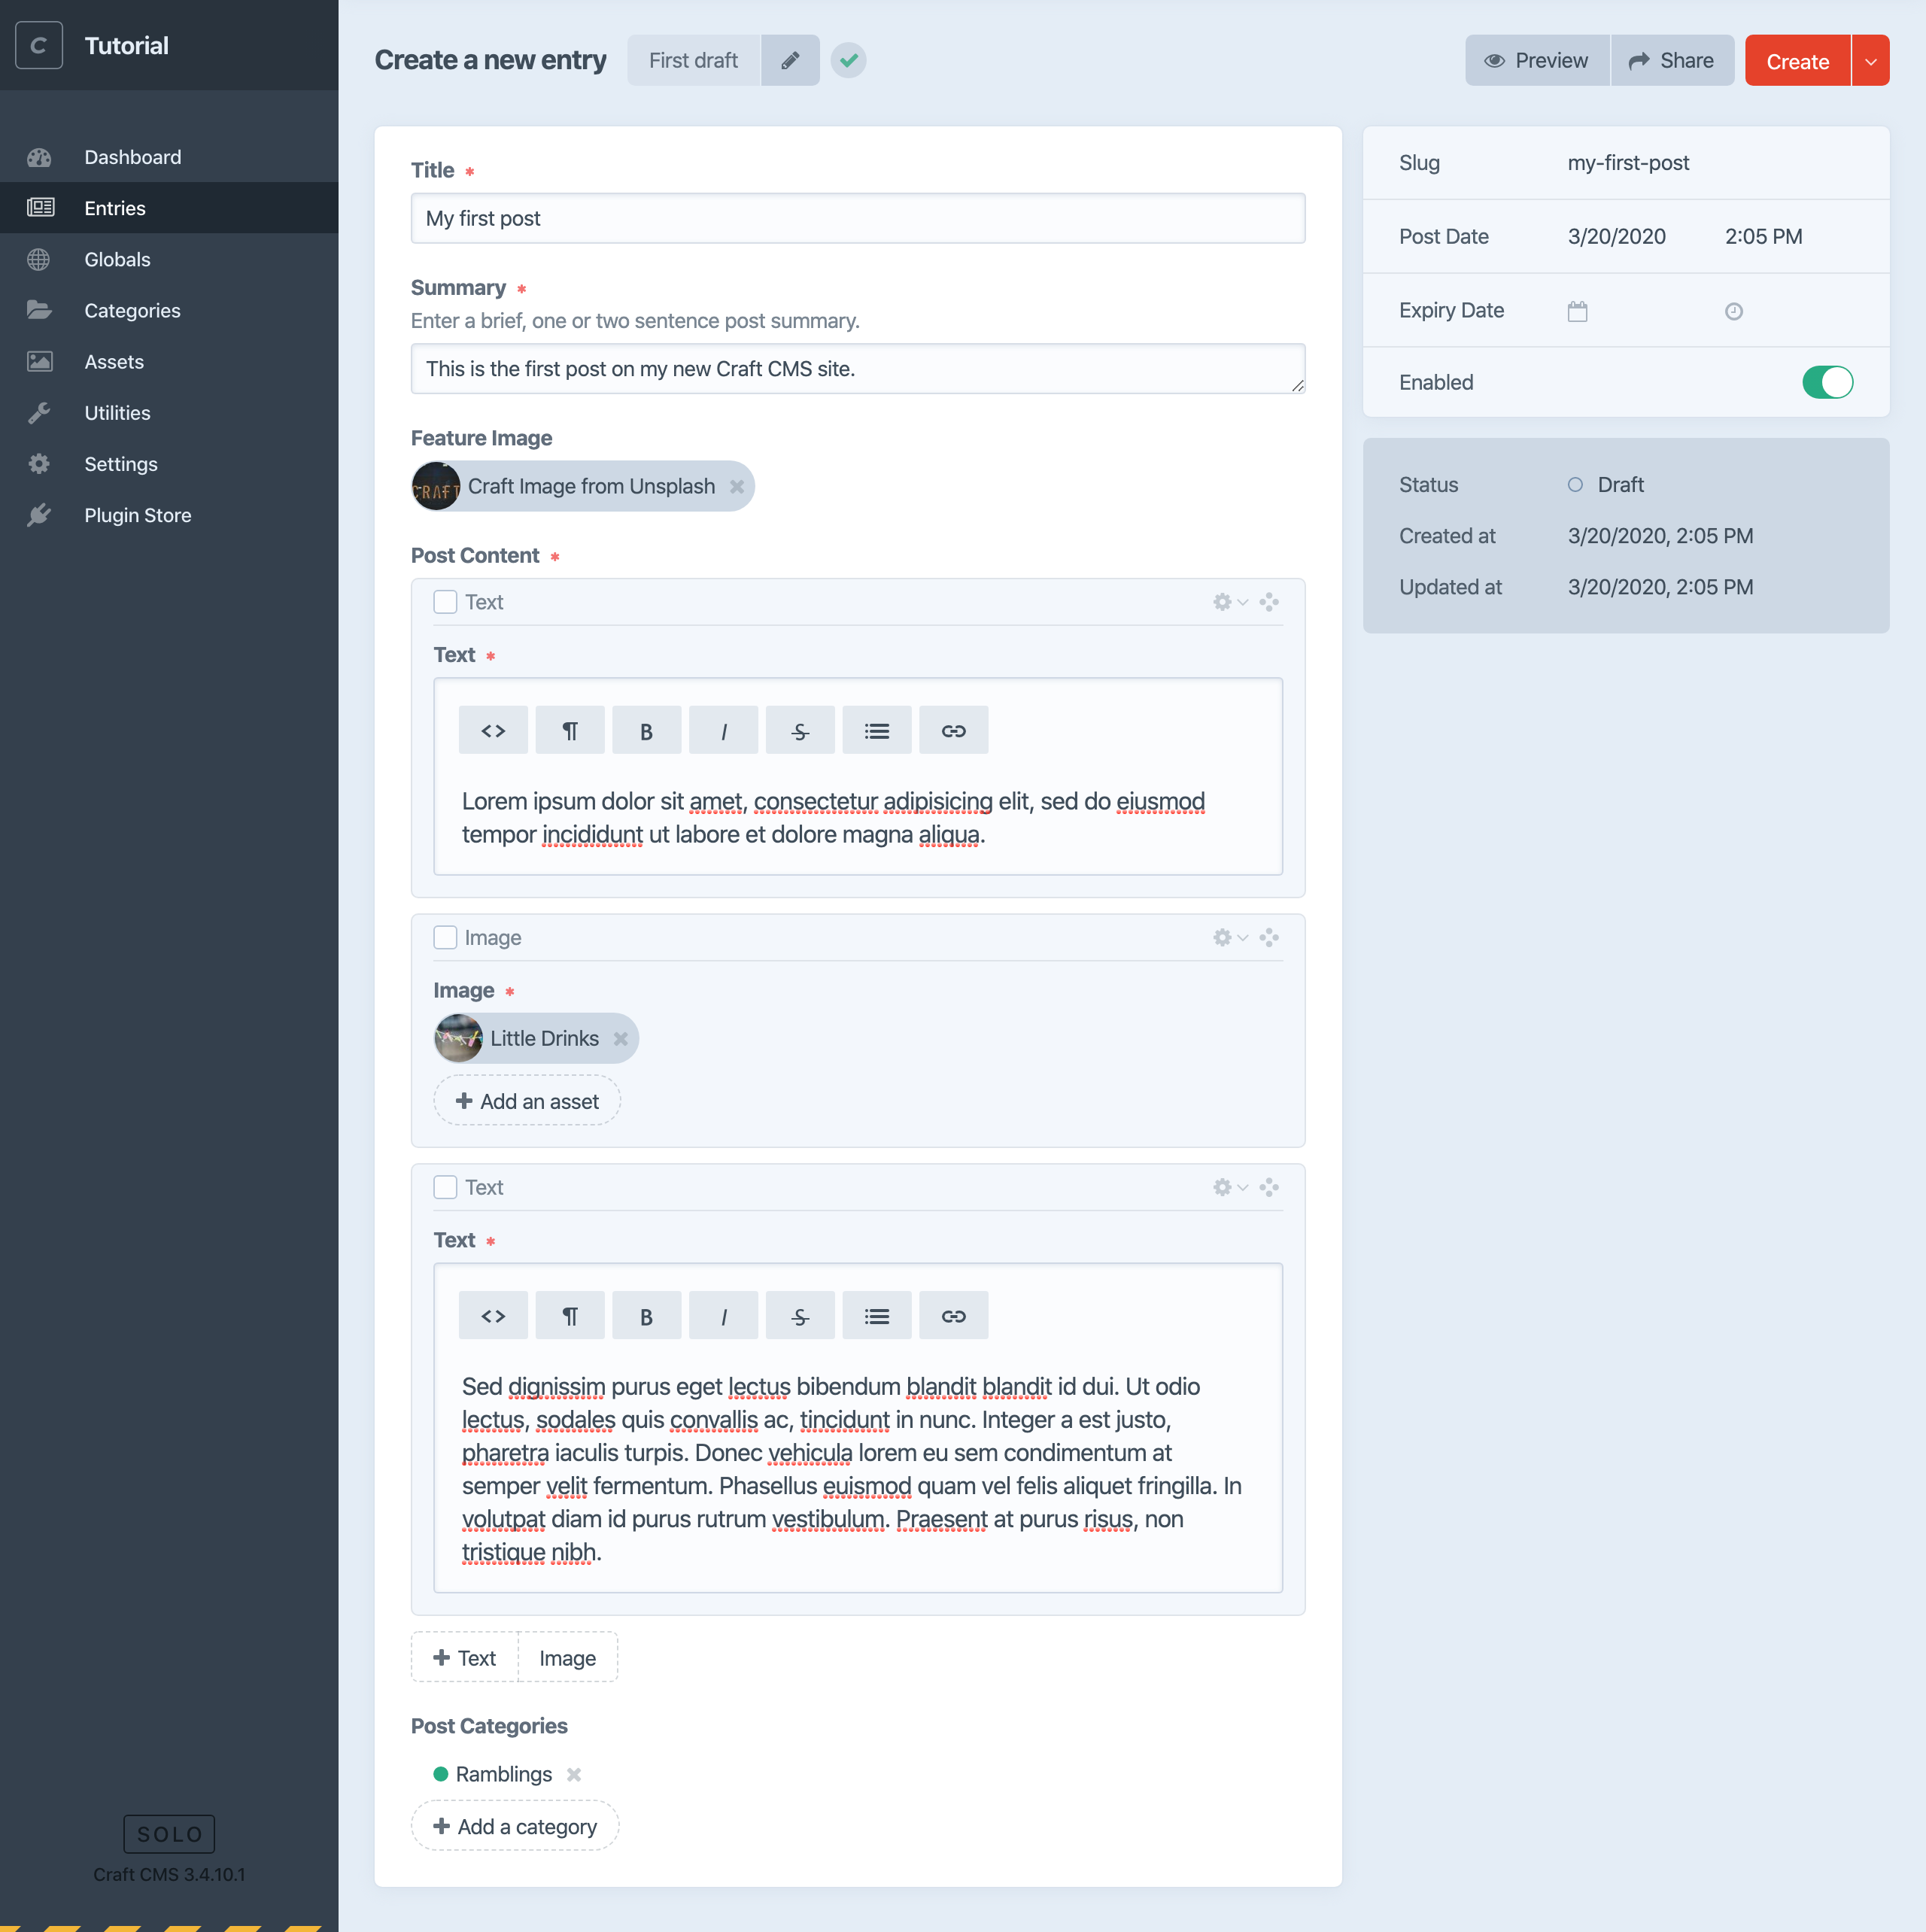 C
Tutorial
Dashboard
Entries
Globals
Categories
Assets
Utilities
Settings
Plugin Store
SOLO
Craft CMS 3.4.10.1
Create a new entry
First draft
Preview
Share
Create
Title *
My first post
Summary *
Enter a brief, one or two sentence post summary.
This is the first post on my new Craft CMS site.
Feature Image
CRAFT
Craft Image from Unsplash
Post Content *
Text
Text *
<> ¶ B I S
Lorem ipsum dolor sit amet, consectetur adipisicing elit, sed do eiusmod
tempor incididunt ut labore et dolore magna aliqua.
Image
Image *
Little Drinks
+ Add an asset
Text
Text *
<> ¶ B I S
Sed dignissim purus eget lectus bibendum blandit blandit id dui. Ut odio
lectus, sodales quis convallis ac, tincidunt in nunc. Integer a est justo,
pharetra iaculis turpis. Donec vehicula lorem eu sem condimentum at
semper velit fermentum. Phasellus euismod quam vel felis aliquet fringilla. In
volutpat diam id purus rutrum vestibulum. Praesent at purus risus, non
tristique nibh.
+ Text
Image
Post Categories
Ramblings
+ Add a category
Slug my-first-post
Post Date 3/20/2020 2:05 PM
Expiry Date
Enabled
Status Draft
Created at 3/20/2020, 2:05 PM
Updated at 3/20/2020, 2:05 PM